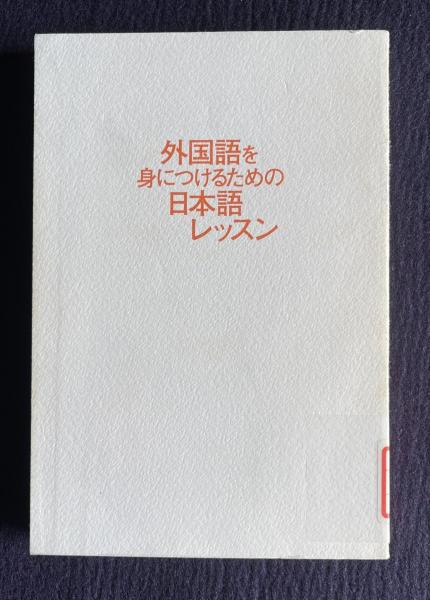 外国語を
身につけるための
日本語
レッスン